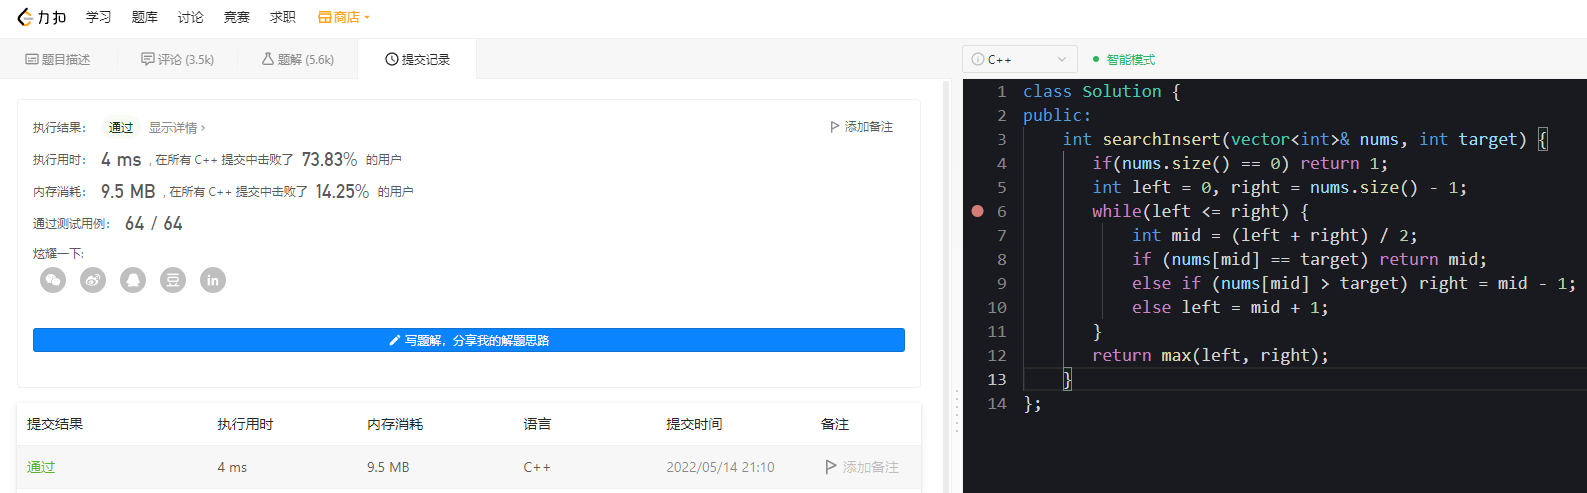 力扣 学习 题库 讨论 竞赛 求职 商店
题目描述 评论 (3.5k) 题解 (5.6k) 提交记录
执行结果： 通过 显示详情 › 添加备注
执行用时： 4 ms , 在所有 C++ 提交中击败了 73.83% 的用户
内存消耗： 9.5 MB , 在所有 C++ 提交中击败了 14.25% 的用户
通过测试用例： 64 / 64
炫耀一下:
豆 in
写题解，分享我的解题思路
提交结果 执行用时 内存消耗 语言 提交时间 备注
通过 4 ms 9.5 MB C++ 2022/05/14 21:10 添加备注
C++ 智能模式
1 class Solution {
2 public:
3 int searchInsert(vector<int>& nums, int target) {
4 if(nums.size() == 0) return 1;
5 int left = 0, right = nums.size() - 1;
6 while(left <= right) {
7 int mid = (left + right) / 2;
8 if (nums[mid] == target) return mid;
9 else if (nums[mid] > target) right = mid - 1;
10 else left = mid + 1;
11 }
12 return max(left, right);
13 }
14 };